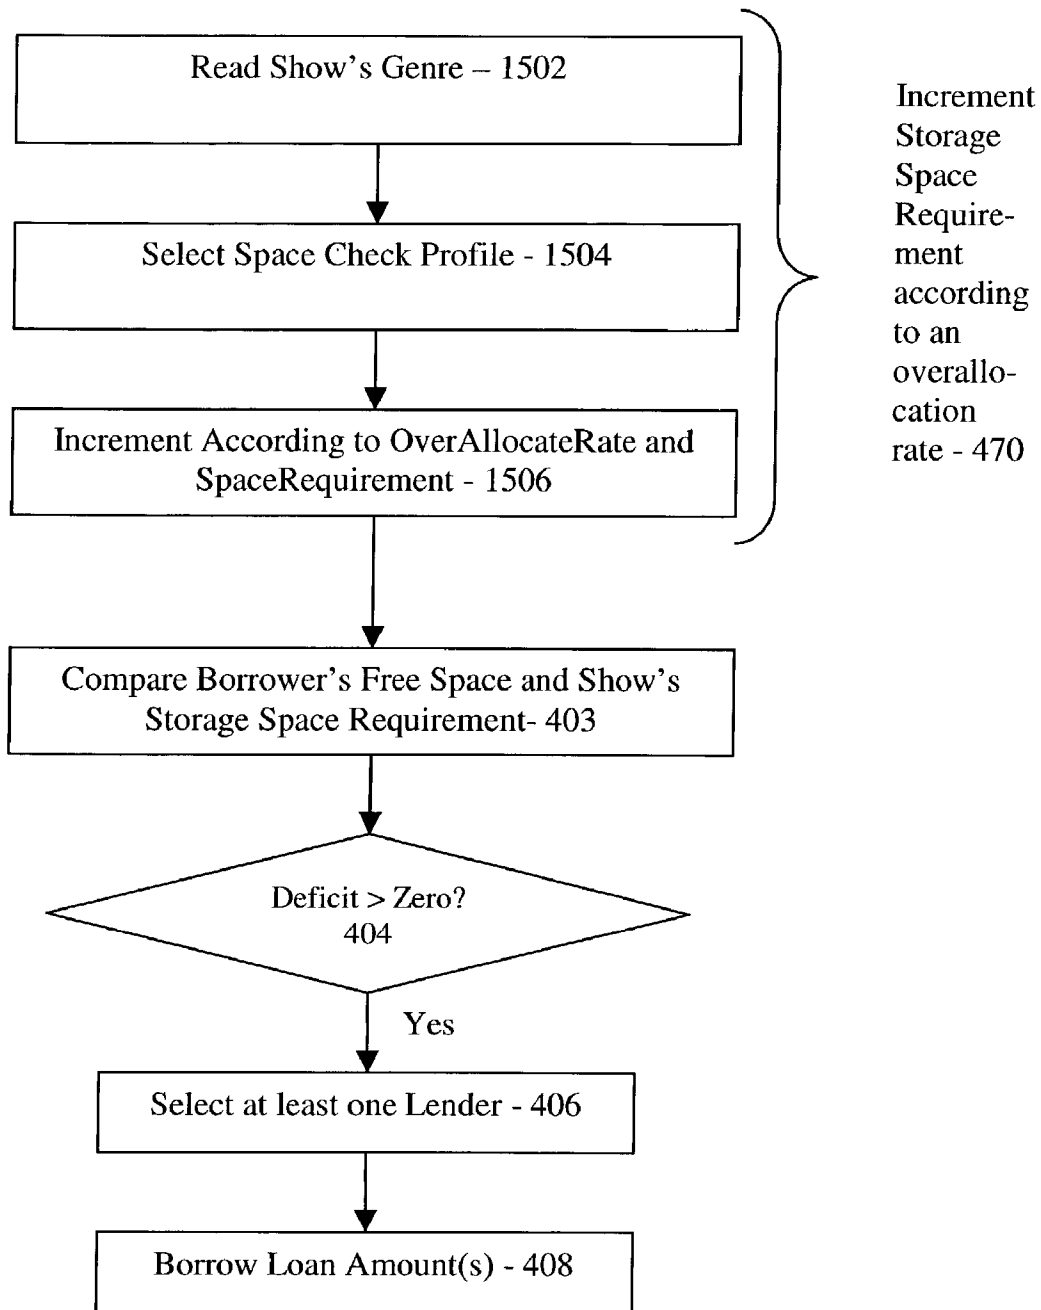 Read Show's Genre – 1502
Select Space Check Profile - 1504
Increment According to OverAllocateRate and
SpaceRequirement - 1506
Increment
Storage
Space
Require-
ment
according
to an
overallo-
cation
rate - 470
Compare Borrower's Free Space and Show's
Storage Space Requirement- 403
Deficit > Zero?
404
Yes
Select at least one Lender - 406
Borrow Loan Amount(s) - 408